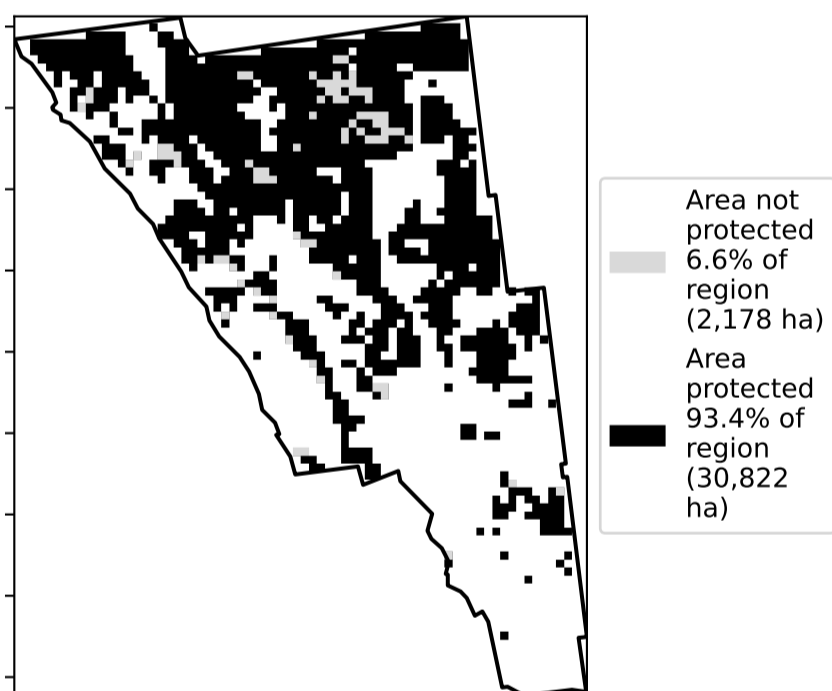 Area not
protected
6.6% of
region
(2,178 ha)
Area
protected
93.4% of
region
(30,822
ha)